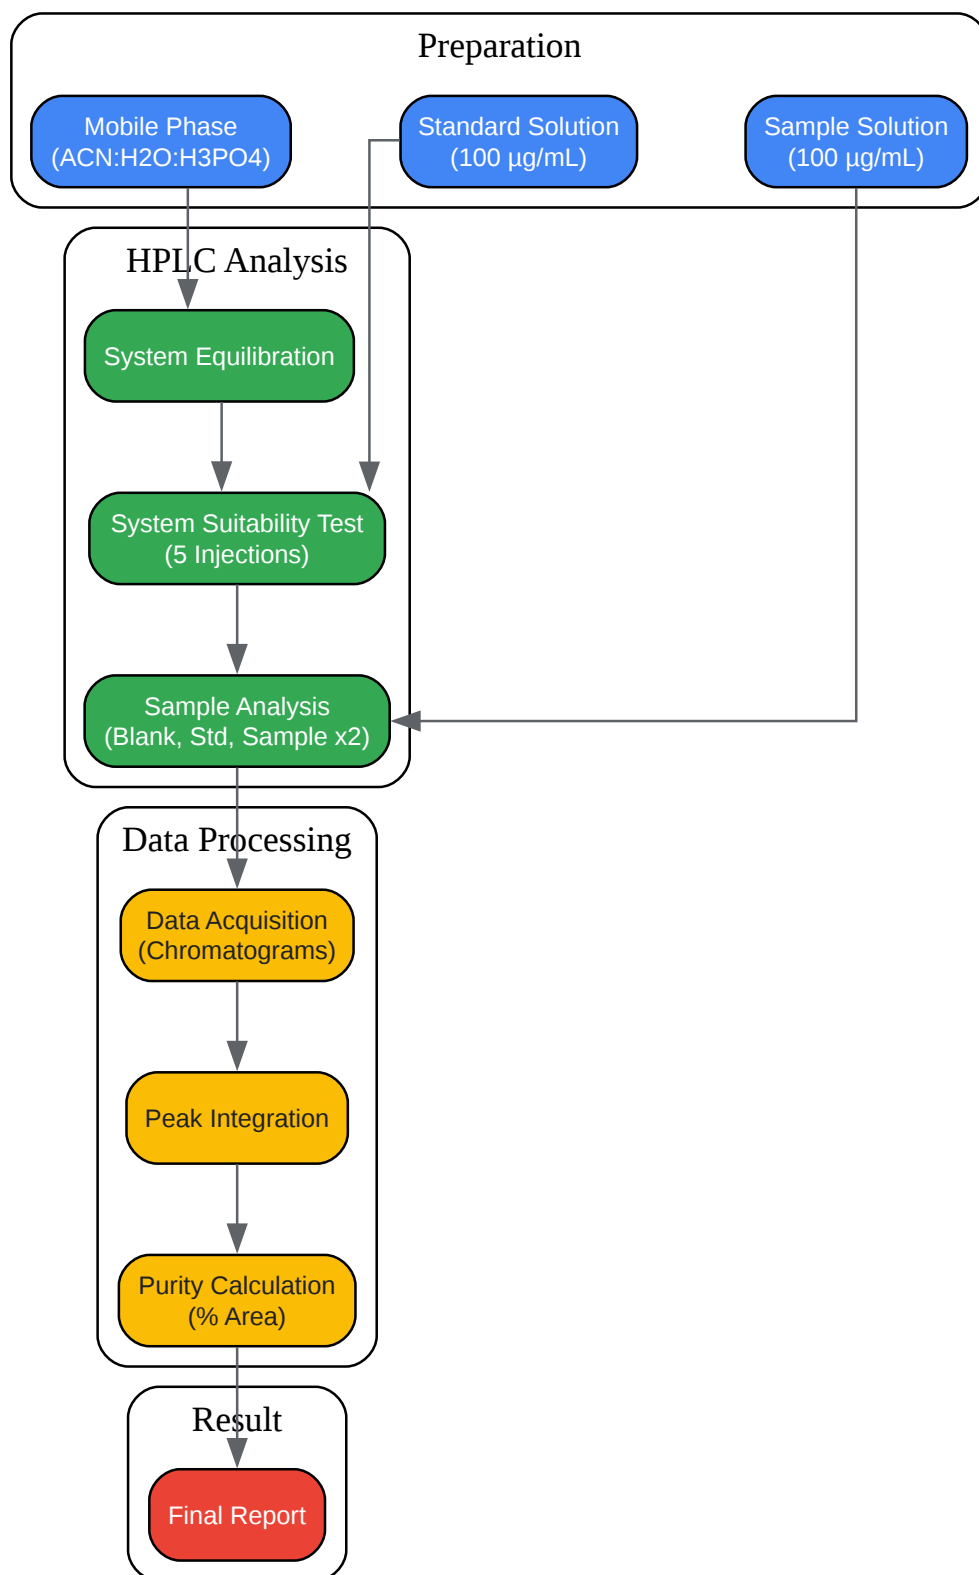 Preparation
Mobile Phase
(ACN:H2O:H3PO4)
Standard Solution
(100 µg/mL)
Sample Solution
(100 µg/mL)
HPLC Analysis
System Equilibration
System Suitability Test
(5 Injections)
Sample Analysis
(Blank, Std, Sample x2)
Data Processing
Data Acquisition
(Chromatograms)
Peak Integration
Purity Calculation
(% Area)
Result
Final Report